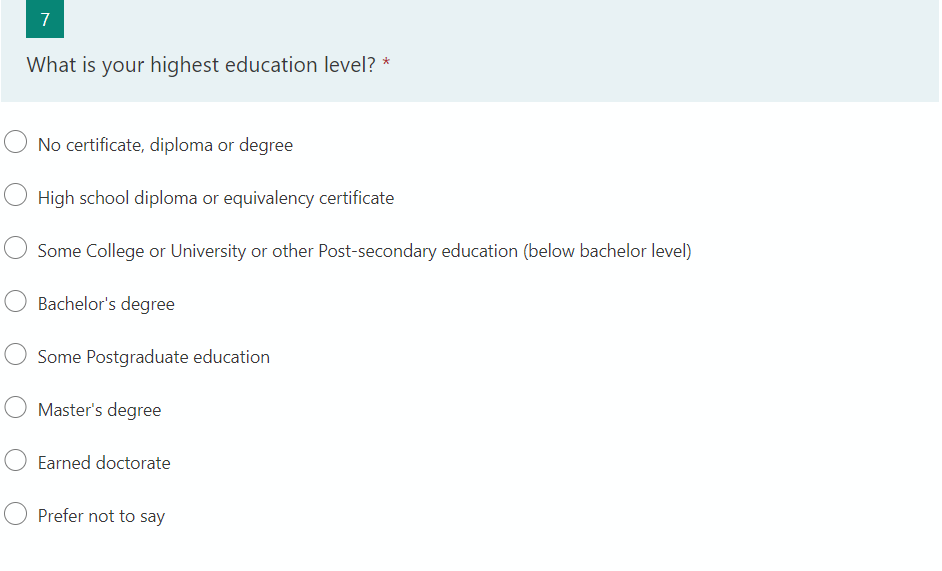 7
What is your highest education level? *
No certificate, diploma or degree
High school diploma or equivalency certificate
Some College or University or other Post-secondary education (below bachelor level)
Bachelor's degree
Some Postgraduate education
Master's degree
Earned doctorate
Prefer not to say